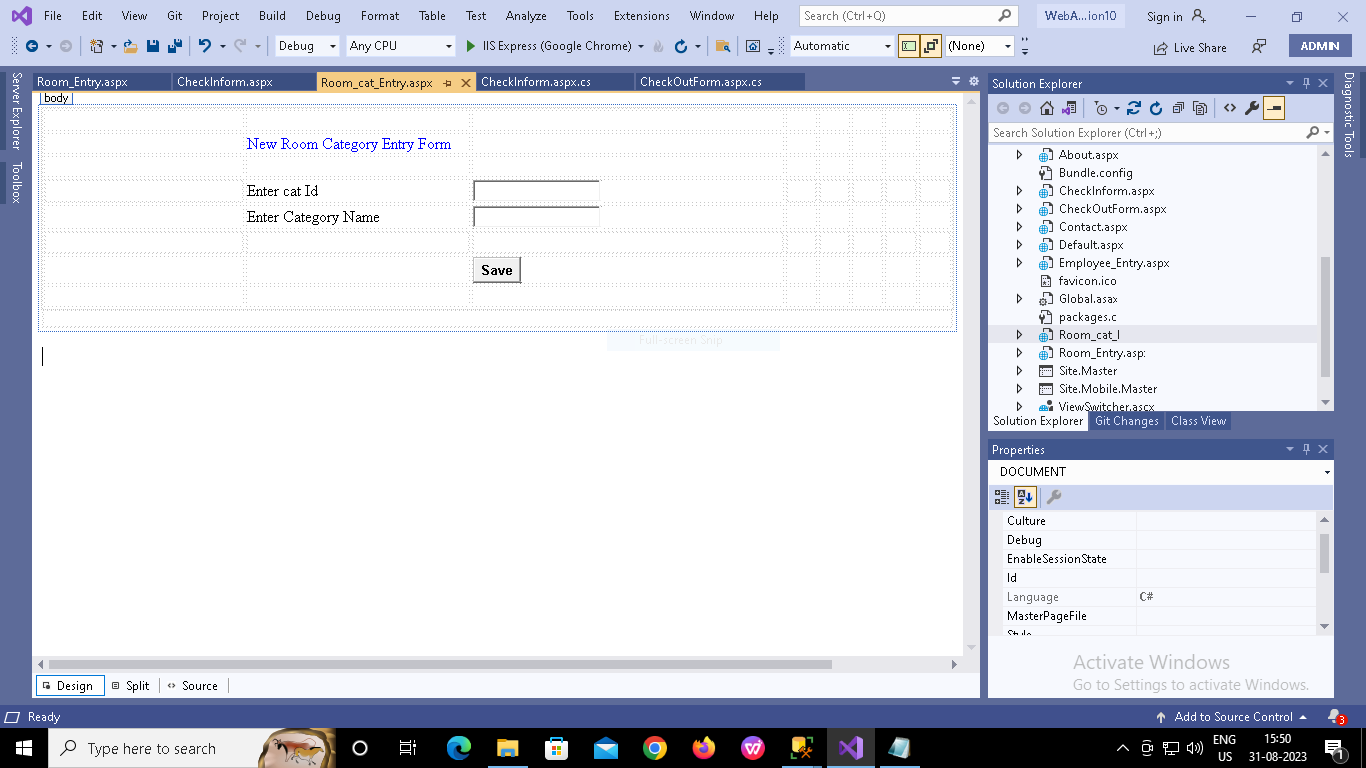 File Edit View Git Project Build Debug Format Table Test Analyze Tools Extensions Window Help Search (Ctrl+Q) WebA...ion10 Sign in
Debug Any CPU IIS Express (Google Chrome) Automatic (None) Live Share ADMIN
Server Explorer
Toolbox
Room_Entry.aspx CheckInform.aspx Room_cat_Entry.aspx CheckInform.aspx.cs CheckOutForm.aspx.cs
body
New Room Category Entry Form
Enter cat Id
Enter Category Name
Save
Full-screen Snip
Design Split Source
Solution Explorer
Search Solution Explorer (Ctrl+;)
About.aspx
Bundle.config
CheckInform.aspx
CheckOutForm.aspx
Contact.aspx
Default.aspx
Employee_Entry.aspx
favicon.ico
Global.asax
packages.c
Room_cat_l
Room_Entry.asp
Site.Master
Site.Mobile.Master
ViewSwitcher.ascx
Solution Explorer Git Changes Class View
Properties
DOCUMENT
Culture
Debug
EnableSessionState
Id
Language C#
MasterPageFile
Style
Activate Windows
Go to Settings to activate Windows.
Diagnostic Tools
Ready Add to Source Control 3
Type here to search ENG 15:50
US 31-08-2023 1